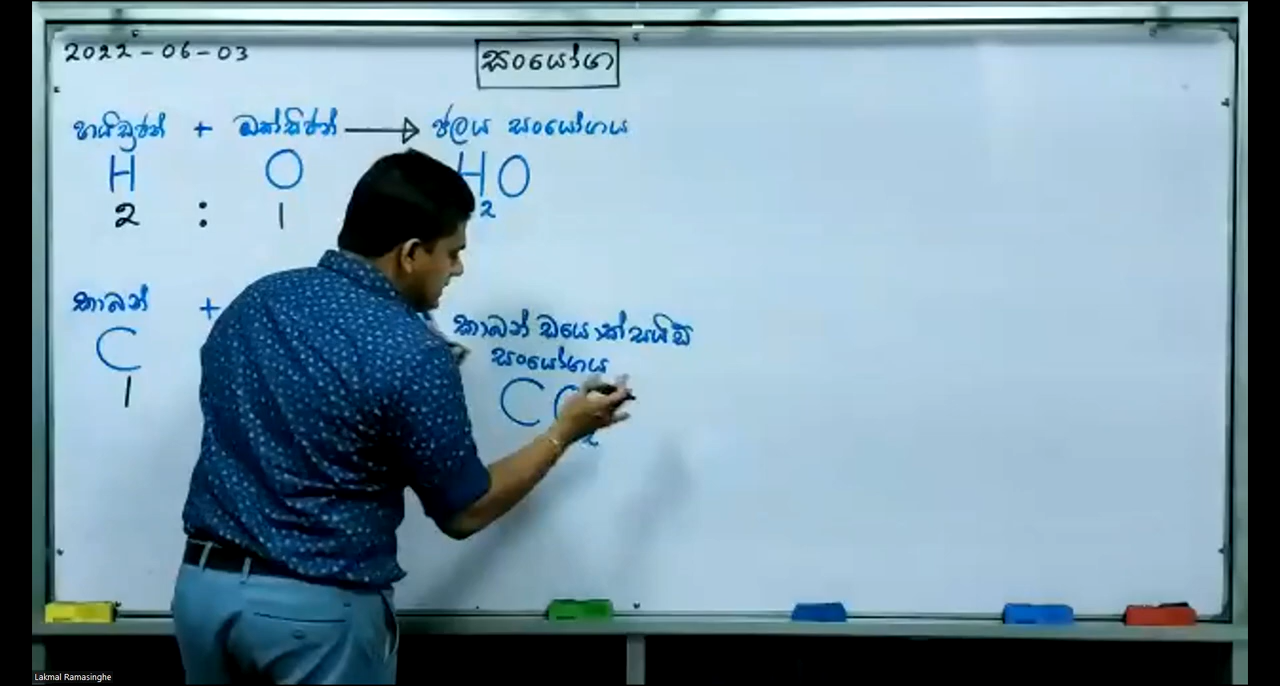 2022-06-03
සංයෝග
හයිඩ්‍රජන් + ඔක්සිජන් → ජලය සංයෝගය
H O H₂O
2 : 1
කාබන් +
කාබන් ඩයොක්සයිඩ්
සංයෝගය
C C
1 2
Lakmal Ramasinghe